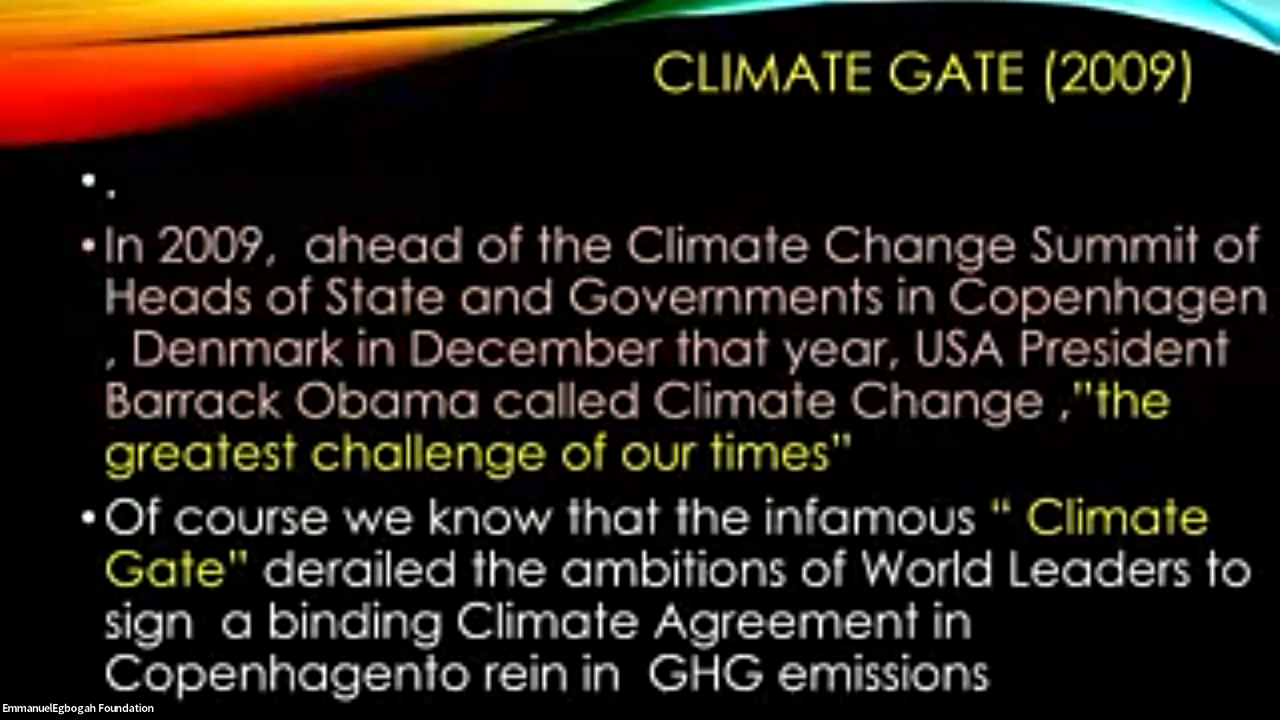 CLIMATE GATE (2009)
• .
• In 2009,  ahead of the Climate Change Summit of
Heads of State and Governments in Copenhagen
, Denmark in December that year, USA President
Barrack Obama called Climate Change ,”the
greatest challenge of our times”
• Of course we know that the infamous “ Climate
Gate” derailed the ambitions of World Leaders to
sign  a binding Climate Agreement in
Copenhagento rein in  GHG emissions
EmmanuelEgbogah Foundation